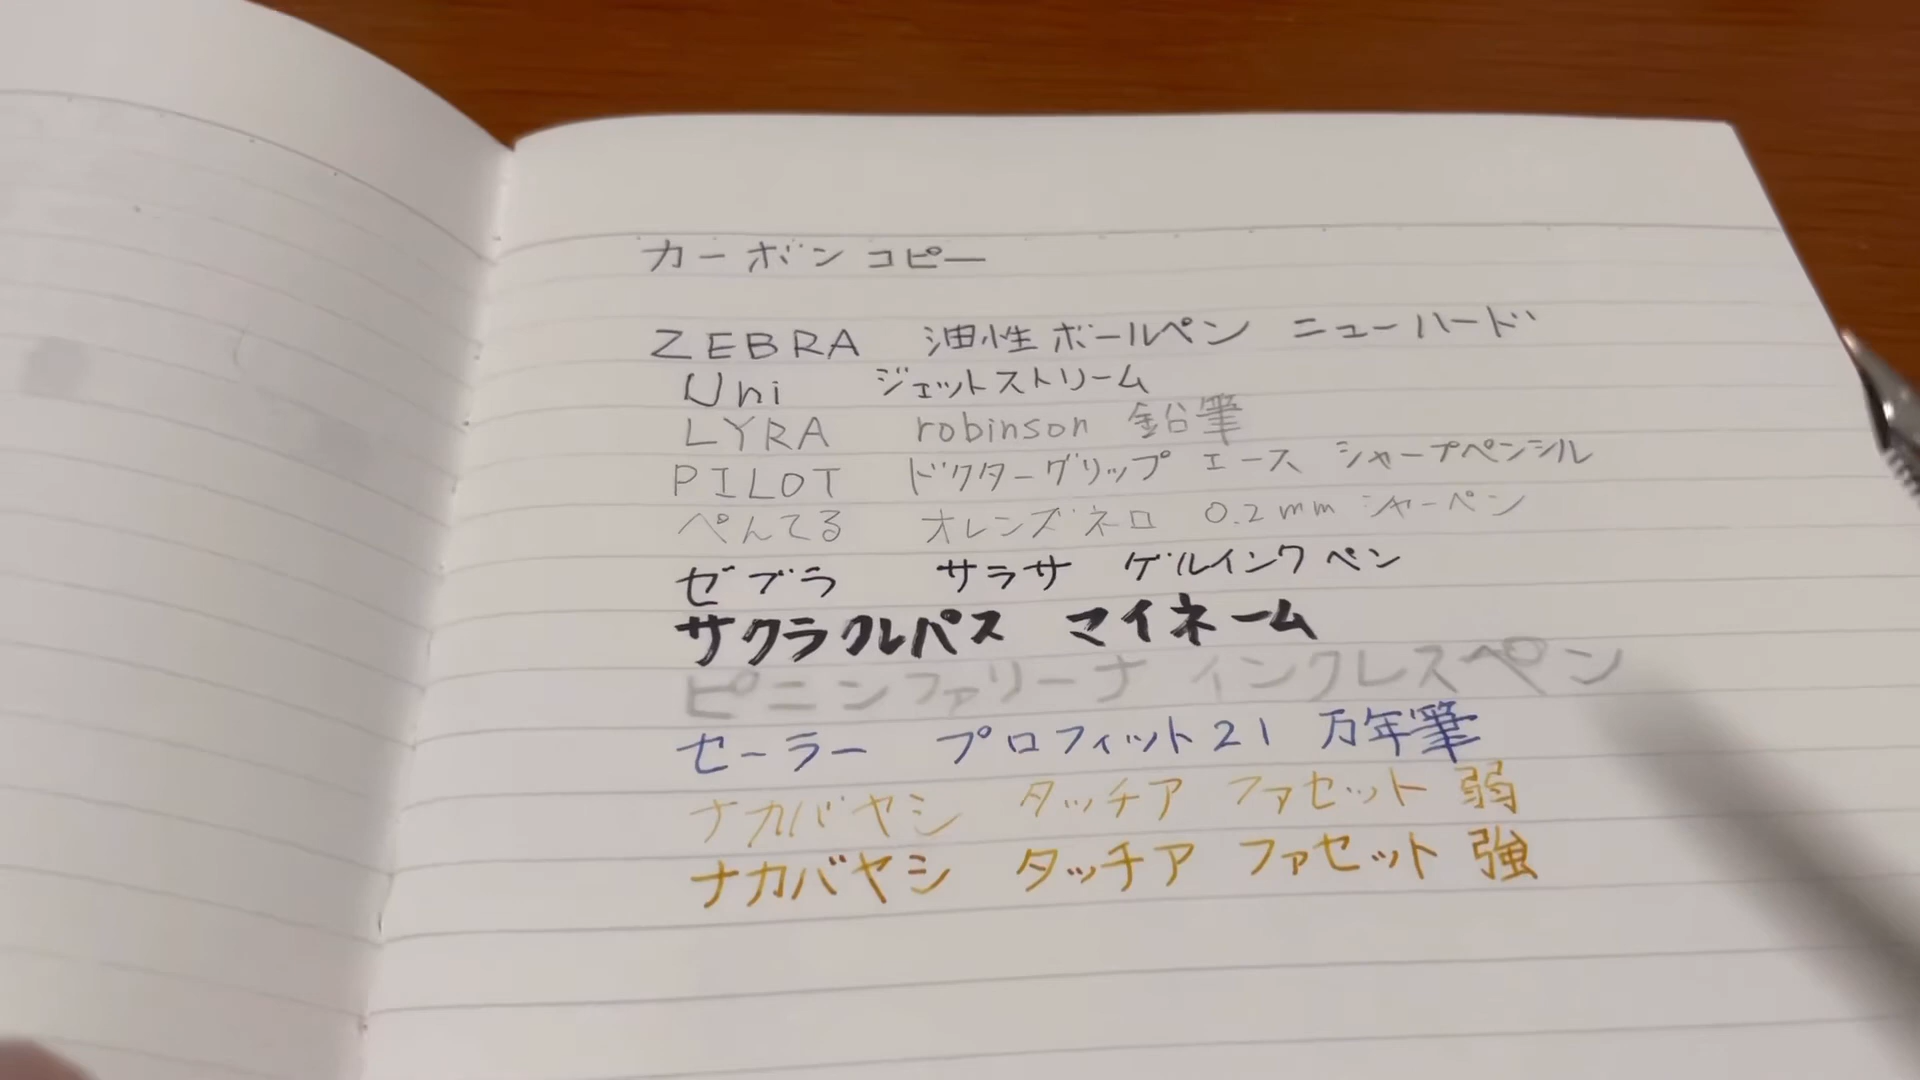 カーボンコピー
ZEBRA 油性ボールペン ニューハード
Uni ジェットストリーム
LYRA robinson 鉛筆
PILOT ドクターグリップ エース シャープペンシル
ぺんてる オレンズネロ 0.2mm シャーペン
ゼブラ サラサ ゲルインクペン
サクラクレパス マイネーム
ピニンファリーナ インクレスペン
セーラー プロフィット21 万年筆
ナカバヤシ タッチア ファセット 弱
ナカバヤシ タッチア ファセット 強